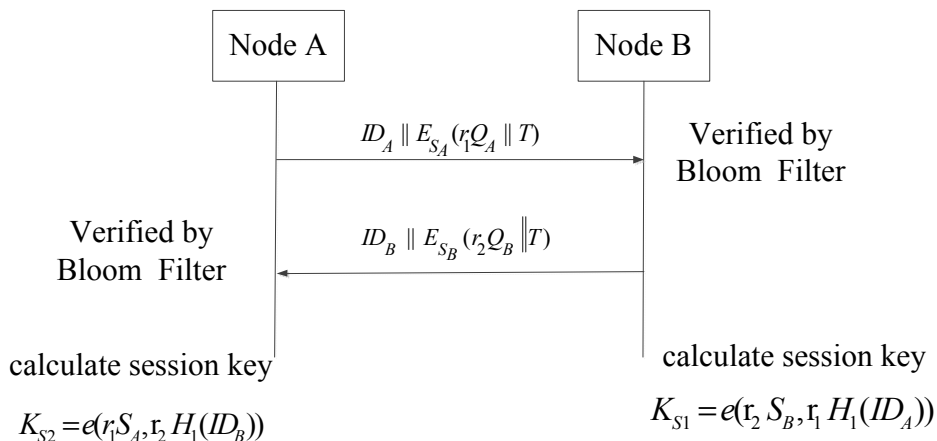 Node A
Node B
ID_A || E_{S_A}(r_1Q_A || T)
Verified by
Bloom Filter
ID_B || E_{S_B}(r_2Q_B || T)
Verified by
Bloom Filter
calculate session key
K_{S2} = e(r_1S_A, r_2 H_1(ID_B))
calculate session key
K_{S1} = e(r_2 S_B, r_1 H_1(ID_A))